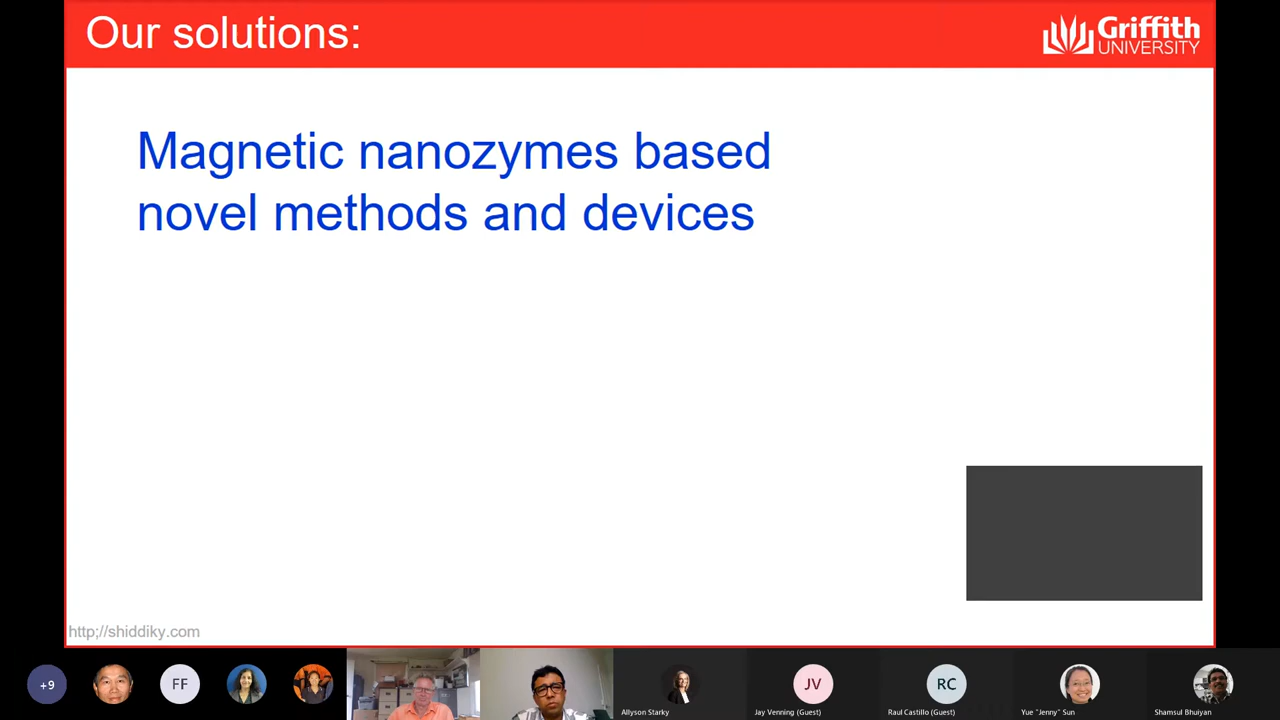 Our solutions:
Griffith
UNIVERSITY
Magnetic nanozymes based
novel methods and devices
http;//shiddiky.com
+9
FF
JV
RC
Allyson Starky
Jay Venning (Guest)
Raul Castillo (Guest)
Yue "Jenny" Sun
Shamsul Bhuiyan